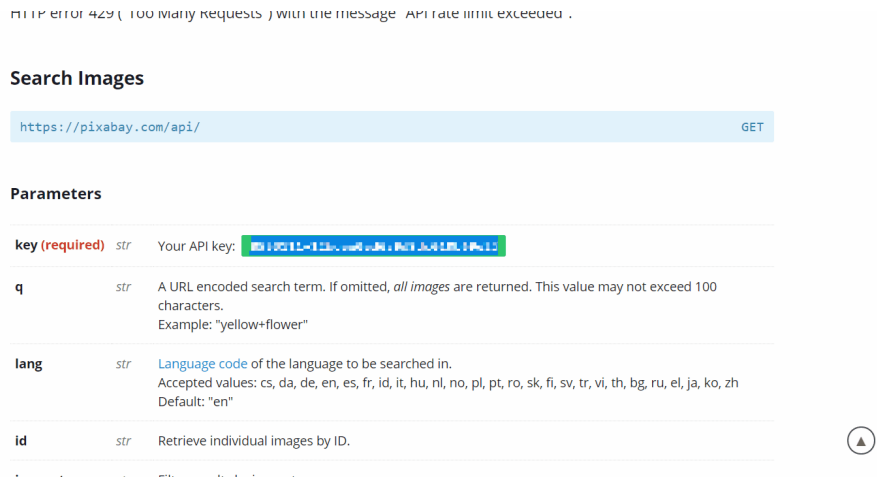 HTTP error 429 ("Too Many Requests") with the message "API rate limit exceeded".
Search Images
https://pixabay.com/api/ GET
Parameters
key (required) str Your API key:
q str A URL encoded search term. If omitted, all images are returned. This value may not exceed 100
characters.
Example: "yellow+flower"
lang str Language code of the language to be searched in.
Accepted values: cs, da, de, en, es, fr, id, it, hu, nl, no, pl, pt, ro, sk, fi, sv, tr, vi, th, bg, ru, el, ja, ko, zh
Default: "en"
id str Retrieve individual images by ID.